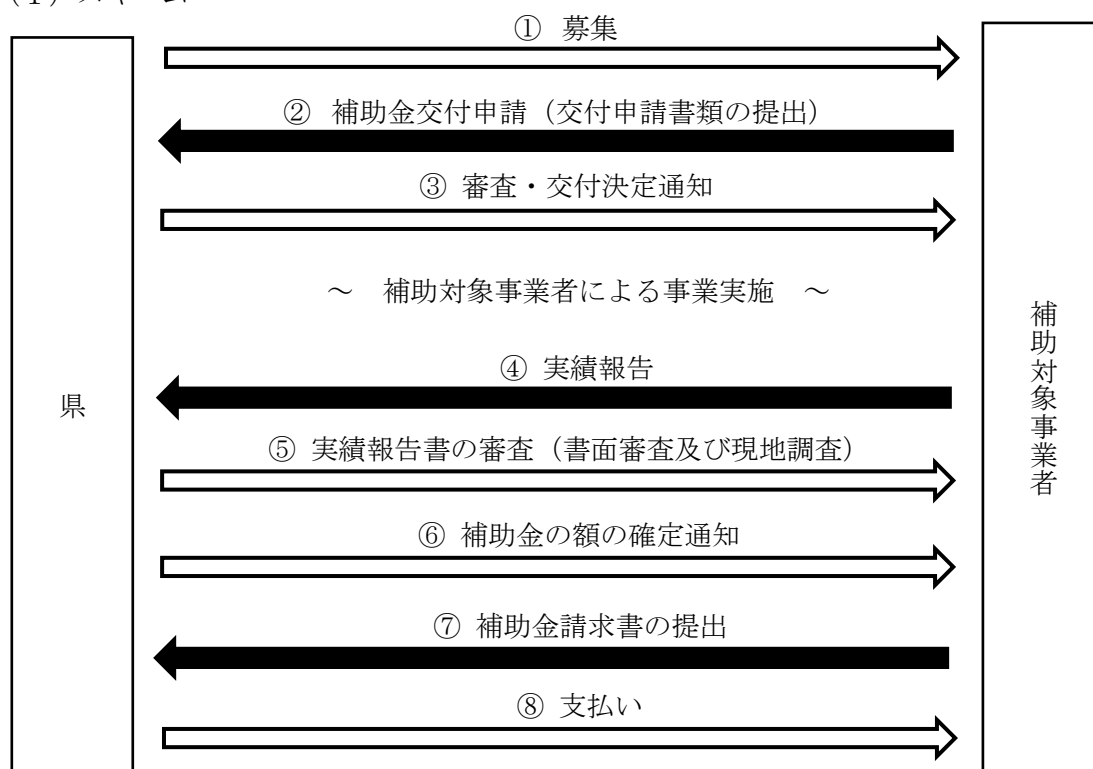 ① 募集
② 補助金交付申請（交付申請書類の提出）
③ 審査・交付決定通知
～　補助対象事業者による事業実施　～
④ 実績報告
県
補助対象事業者
⑤ 実績報告書の審査（書面審査及び現地調査）
⑥ 補助金の額の確定通知
⑦ 補助金請求書の提出
⑧ 支払い